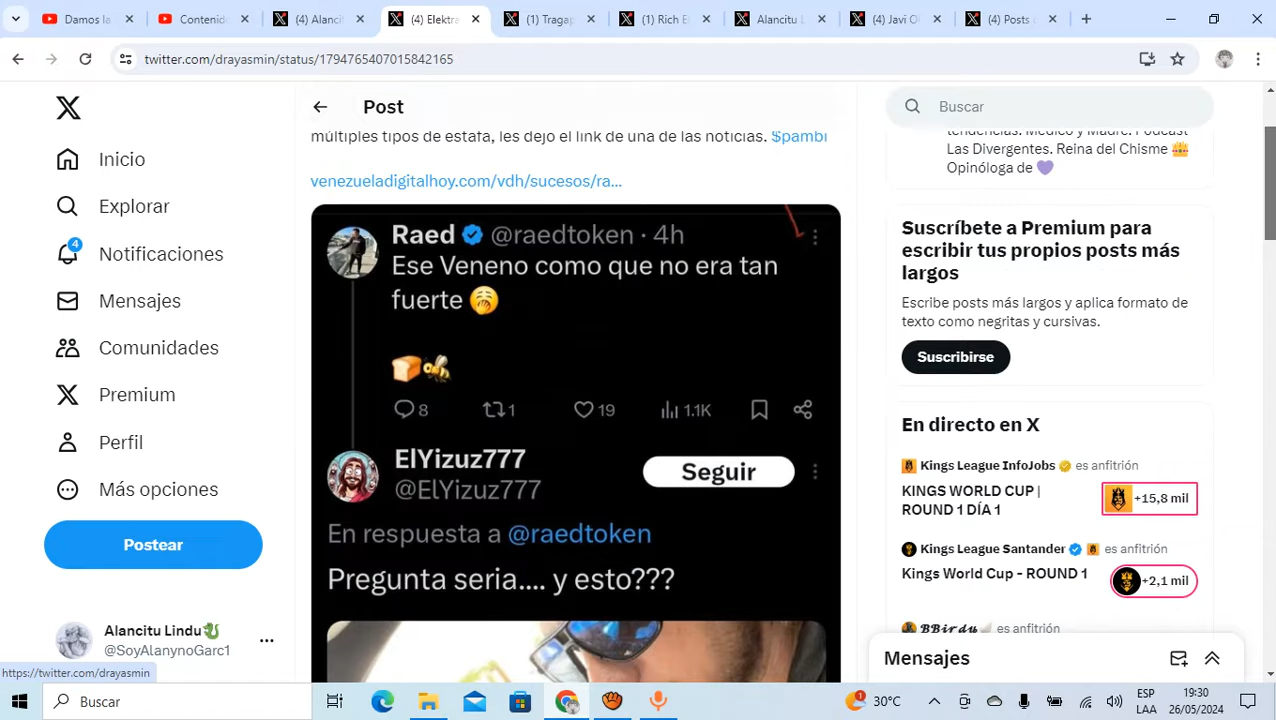 (4) Alanci
(4) Elektra
(1) Traga
(1) Rich E
Alancitu L
(4) Javi O
(4) Posts
twitter.com/drayasmin/status/1794765407015842165
Post
Buscar
múltiples tipos de estafa, les dejo el link de una de las noticias. $pambi
venezueladigitalhoy.com/vdh/sucesos/ra...
Raed @raedtoken · 4h
Ese Veneno como que no era tan
fuerte
8
1
19
1.1K
ElYizuz777
@ElYizuz777
Seguir
En respuesta a @raedtoken
Pregunta seria.... y esto???
Inicio
Explorar
4
Notificaciones
Mensajes
Comunidades
Premium
Perfil
Más opciones
Postear
Alancitu Lindu
@SoyAlanynoGarc1
https://twitter.com/drayasmin
tendencias. Médico y Madre. Podcast
Las Divergentes. Reina del Chisme
Opinóloga de
Suscríbete a Premium para
escribir tus propios posts más
largos
Escribe posts más largos y aplica formato de
texto como negritas y cursivas.
Suscribirse
En directo en X
Kings League InfoJobs es anfitrión
KINGS WORLD CUP |
ROUND 1 DÍA 1
+15,8 mil
Kings League Santander es anfitrión
Kings World Cup - ROUND 1
+2,1 mil
BBirdu es anfitrión
Mensajes
Buscar
1
30°C
ESP
LAA
9:30
26/05/2024